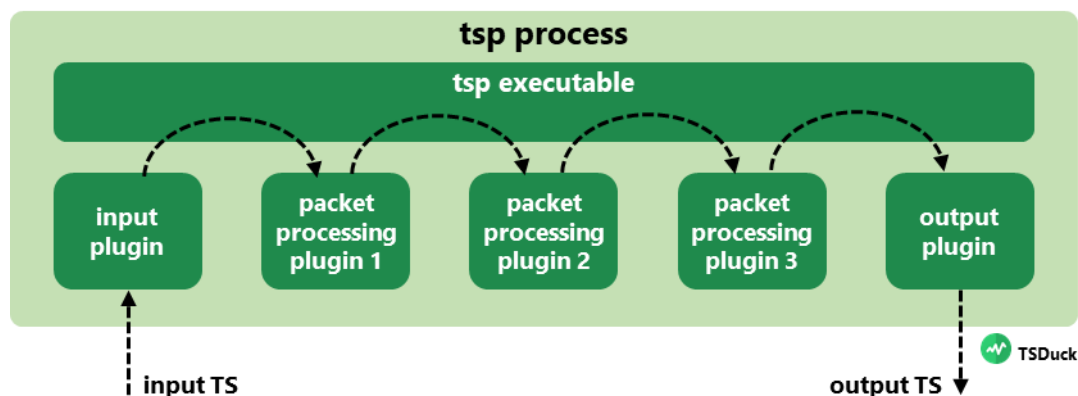 tsp process
tsp executable
input
plugin
packet
processing
plugin 1
packet
processing
plugin 2
packet
processing
plugin 3
output
plugin
TSDuck
input TS
output TS